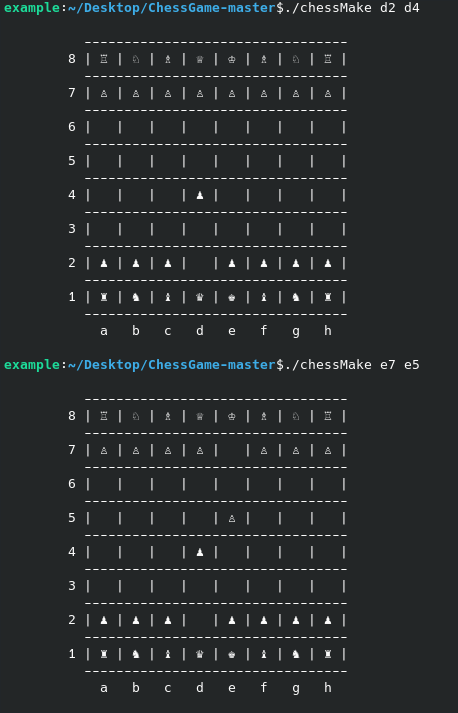 example:~/Desktop/ChessGame-master$./chessMake d2 d4
---------------------------------
8 | ♖ | ♘ | ♗ | ♕ | ♔ | ♗ | ♘ | ♖ |
---------------------------------
7 | ♙ | ♙ | ♙ | ♙ | ♙ | ♙ | ♙ | ♙ |
---------------------------------
6 |   |   |   |   |   |   |   |   |
---------------------------------
5 |   |   |   |   |   |   |   |   |
---------------------------------
4 |   |   |   | ♟ |   |   |   |   |
---------------------------------
3 |   |   |   |   |   |   |   |   |
---------------------------------
2 | ♟ | ♟ | ♟ |   | ♟ | ♟ | ♟ | ♟ |
---------------------------------
1 | ♜ | ♞ | ♝ | ♛ | ♚ | ♝ | ♞ | ♜ |
---------------------------------
a b c d e f g h
example:~/Desktop/ChessGame-master$./chessMake e7 e5
---------------------------------
8 | ♖ | ♘ | ♗ | ♕ | ♔ | ♗ | ♘ | ♖ |
---------------------------------
7 | ♙ | ♙ | ♙ | ♙ |   | ♙ | ♙ | ♙ |
---------------------------------
6 |   |   |   |   |   |   |   |   |
---------------------------------
5 |   |   |   |   | ♙ |   |   |   |
---------------------------------
4 |   |   |   | ♟ |   |   |   |   |
---------------------------------
3 |   |   |   |   |   |   |   |   |
---------------------------------
2 | ♟ | ♟ | ♟ |   | ♟ | ♟ | ♟ | ♟ |
---------------------------------
1 | ♜ | ♞ | ♝ | ♛ | ♚ | ♝ | ♞ | ♜ |
---------------------------------
a b c d e f g h